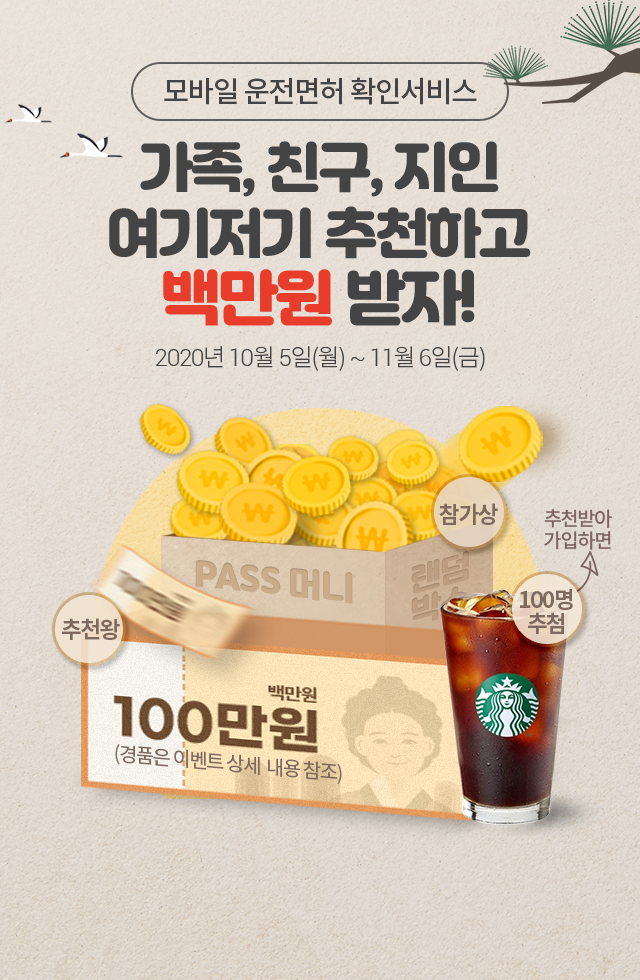 모바일 운전면허 확인서비스
가족, 친구, 지인
여기저기 추천하고
백만원 받자!
2020년 10월 5일(월) ~ 11월 6일(금)
참가상
추천받아
가입하면
PASS 머니
랜덤
박
100명
추첨
추천왕
백만원
100만원
(경품은 이벤트 상세 내용 참조)